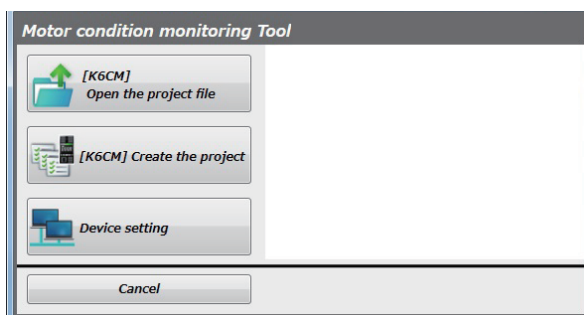 Motor condition monitoring Tool
[K6CM]
Open the project file
[K6CM] Create the project
Device setting
Cancel